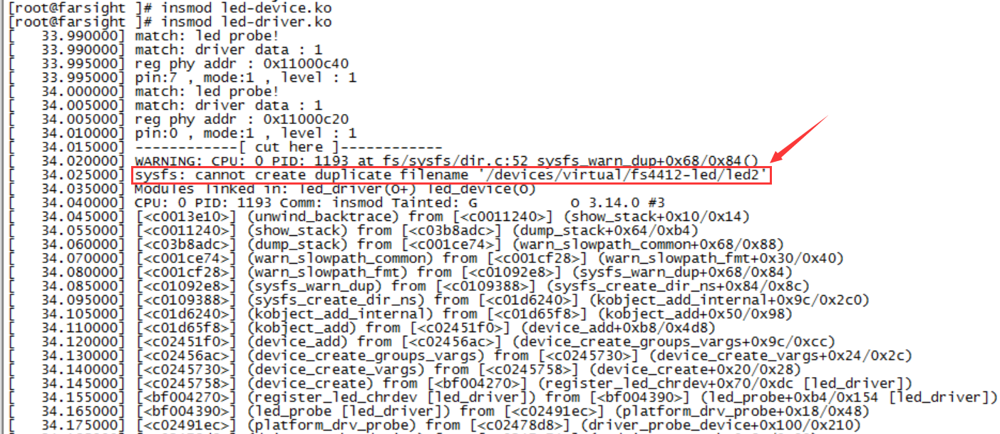 [root@farsight ]# insmod led-device.ko
[root@farsight ]# insmod led-driver.ko
[   33.990000] match: led probe!
[   33.990000] match: driver data : 1
[   33.995000] reg phy addr : 0x11000c40
[   33.995000] pin:7 , mode:1 , level : 1
[   34.000000] match: led probe!
[   34.005000] match: driver data : 1
[   34.005000] reg phy addr : 0x11000c20
[   34.010000] pin:0 , mode:1 , level : 1
[   34.015000] ------------[ cut here ]------------
[   34.020000] WARNING: CPU: 0 PID: 1193 at fs/sysfs/dir.c:52 sysfs_warn_dup+0x68/0x84()
[   34.025000] sysfs: cannot create duplicate filename '/devices/virtual/fs4412-led/led2'
[   34.035000] Modules linked in: led_driver(O+) led_device(O)
[   34.040000] CPU: 0 PID: 1193 Comm: insmod Tainted: G           O 3.14.0 #3
[   34.045000] [<c0013e10>] (unwind_backtrace) from [<c0011240>] (show_stack+0x10/0x14)
[   34.055000] [<c0011240>] (show_stack) from [<c03b8adc>] (dump_stack+0x64/0xb4)
[   34.060000] [<c03b8adc>] (dump_stack) from [<c001ce74>] (warn_slowpath_common+0x68/0x88)
[   34.070000] [<c001ce74>] (warn_slowpath_common) from [<c001cf28>] (warn_slowpath_fmt+0x30/0x40)
[   34.080000] [<c001cf28>] (warn_slowpath_fmt) from [<c01092e8>] (sysfs_warn_dup+0x68/0x84)
[   34.085000] [<c01092e8>] (sysfs_warn_dup) from [<c0109388>] (sysfs_create_dir_ns+0x84/0x8c)
[   34.095000] [<c0109388>] (sysfs_create_dir_ns) from [<c01d6240>] (kobject_add_internal+0x9c/0x2c0)
[   34.105000] [<c01d6240>] (kobject_add_internal) from [<c01d65f8>] (kobject_add+0x50/0x98)
[   34.110000] [<c01d65f8>] (kobject_add) from [<c02451f0>] (device_add+0xb8/0x4d8)
[   34.120000] [<c02451f0>] (device_add) from [<c02456ac>] (device_create_groups_vargs+0x9c/0xcc)
[   34.130000] [<c02456ac>] (device_create_groups_vargs) from [<c0245730>] (device_create_vargs+0x24/0x2c)
[   34.140000] [<c0245730>] (device_create_vargs) from [<c0245758>] (device_create+0x20/0x28)
[   34.145000] [<c0245758>] (device_create) from [<bf004270>] (register_led_chrdev+0x70/0xdc [led_driver])
[   34.155000] [<bf004270>] (register_led_chrdev [led_driver]) from [<bf004390>] (led_probe+0xb4/0x154 [led_driver])
[   34.165000] [<bf004390>] (led_probe [led_driver]) from [<c02491ec>] (platform_drv_probe+0x18/0x48)
[   34.175000] [<c02491ec>] (platform_drv_probe) from [<c02478d8>] (driver_probe_device+0x100/0x210)